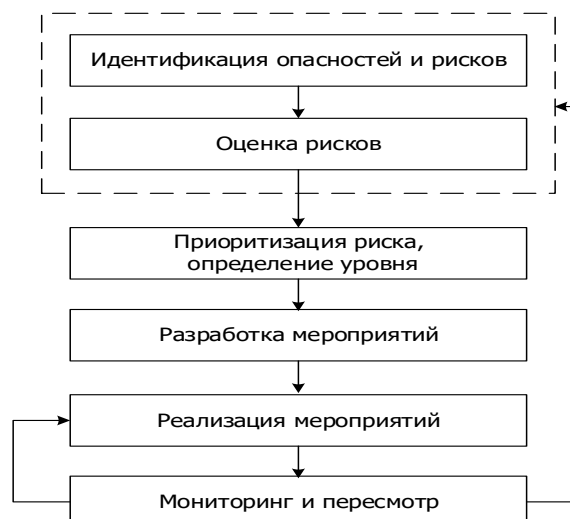 Идентификация опасностей и рисков
Оценка рисков
Приоритизация риска,
определение уровня
Разработка мероприятий
Реализация мероприятий
Мониторинг и пересмотр